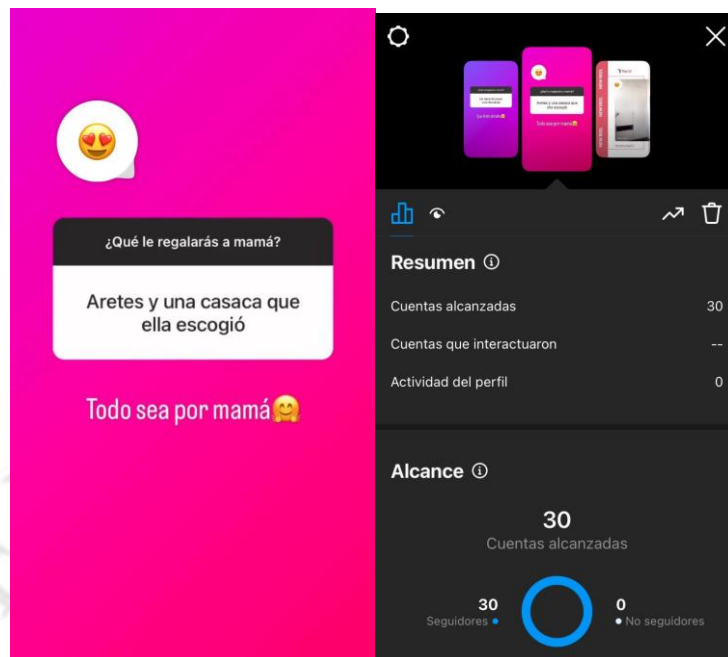 ¿Qué le regalarás a mamá?
Aretes y una casaca que
ella escogió
Todo sea por mamá🤗
Resumen
Cuentas alcanzadas 30
Cuentas que interactuaron --
Actividad del perfil 0
Alcance
30
Cuentas alcanzadas
30
Seguidores
0
No seguidores